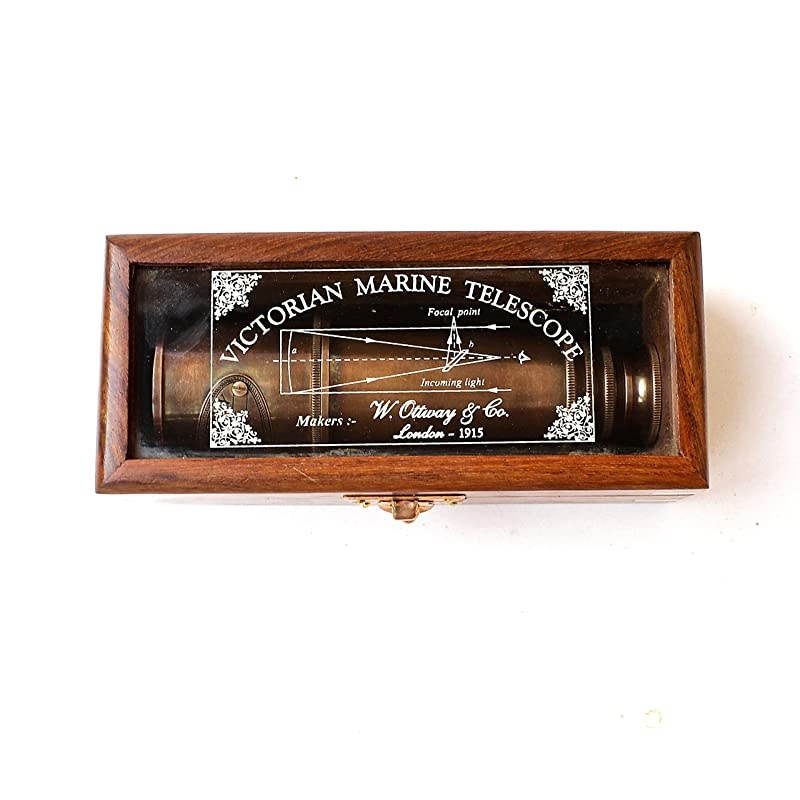 VICTORIAN MARINE TELESCOPE
Focal point
a
b
Incoming light
Makers :- W. Ottway & Co.
London - 1915